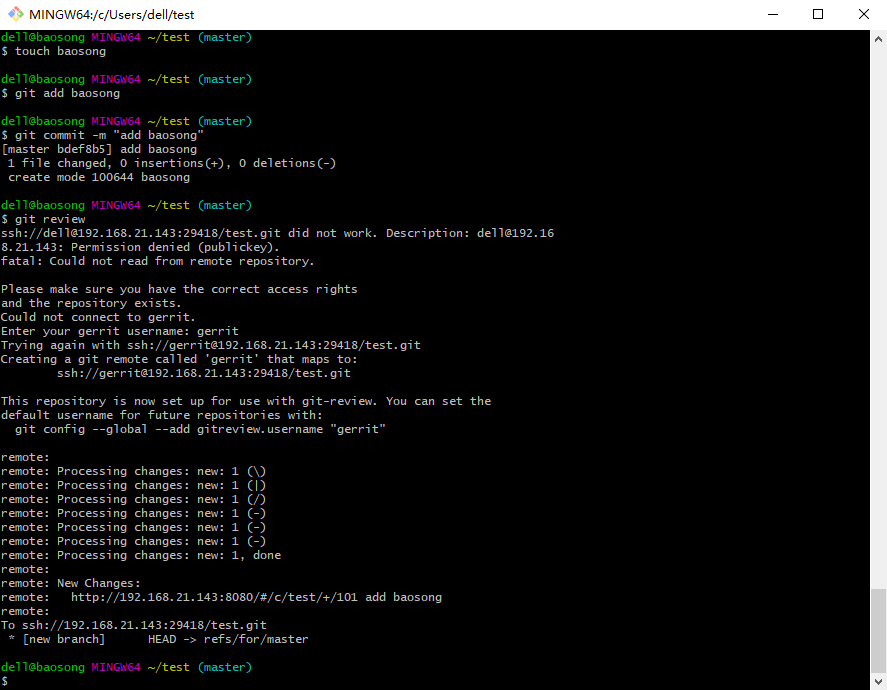 MINGW64:/c/Users/dell/test
dell@baosong MINGW64 ~/test (master)
$ touch baosong
dell@baosong MINGW64 ~/test (master)
$ git add baosong
dell@baosong MINGW64 ~/test (master)
$ git commit -m "add baosong"
[master bdef8b5] add baosong
 1 file changed, 0 insertions(+), 0 deletions(-)
 create mode 100644 baosong
dell@baosong MINGW64 ~/test (master)
$ git review
ssh://dell@192.168.21.143:29418/test.git did not work. Description: dell@192.16
8.21.143: Permission denied (publickey).
fatal: Could not read from remote repository.
Please make sure you have the correct access rights
and the repository exists.
Could not connect to gerrit.
Enter your gerrit username: gerrit
Trying again with ssh://gerrit@192.168.21.143:29418/test.git
Creating a git remote called 'gerrit' that maps to:
        ssh://gerrit@192.168.21.143:29418/test.git
This repository is now set up for use with git-review. You can set the
default username for future repositories with:
  git config --global --add gitreview.username "gerrit"
remote:
remote: Processing changes: new: 1 (\)
remote: Processing changes: new: 1 (|)
remote: Processing changes: new: 1 (/)
remote: Processing changes: new: 1 (-)
remote: Processing changes: new: 1 (-)
remote: Processing changes: new: 1 (-)
remote: Processing changes: new: 1, done
remote:
remote: New Changes:
remote:   http://192.168.21.143:8080/#/c/test/+/101 add baosong
remote:
To ssh://192.168.21.143:29418/test.git
 * [new branch]      HEAD -> refs/for/master
dell@baosong MINGW64 ~/test (master)
$